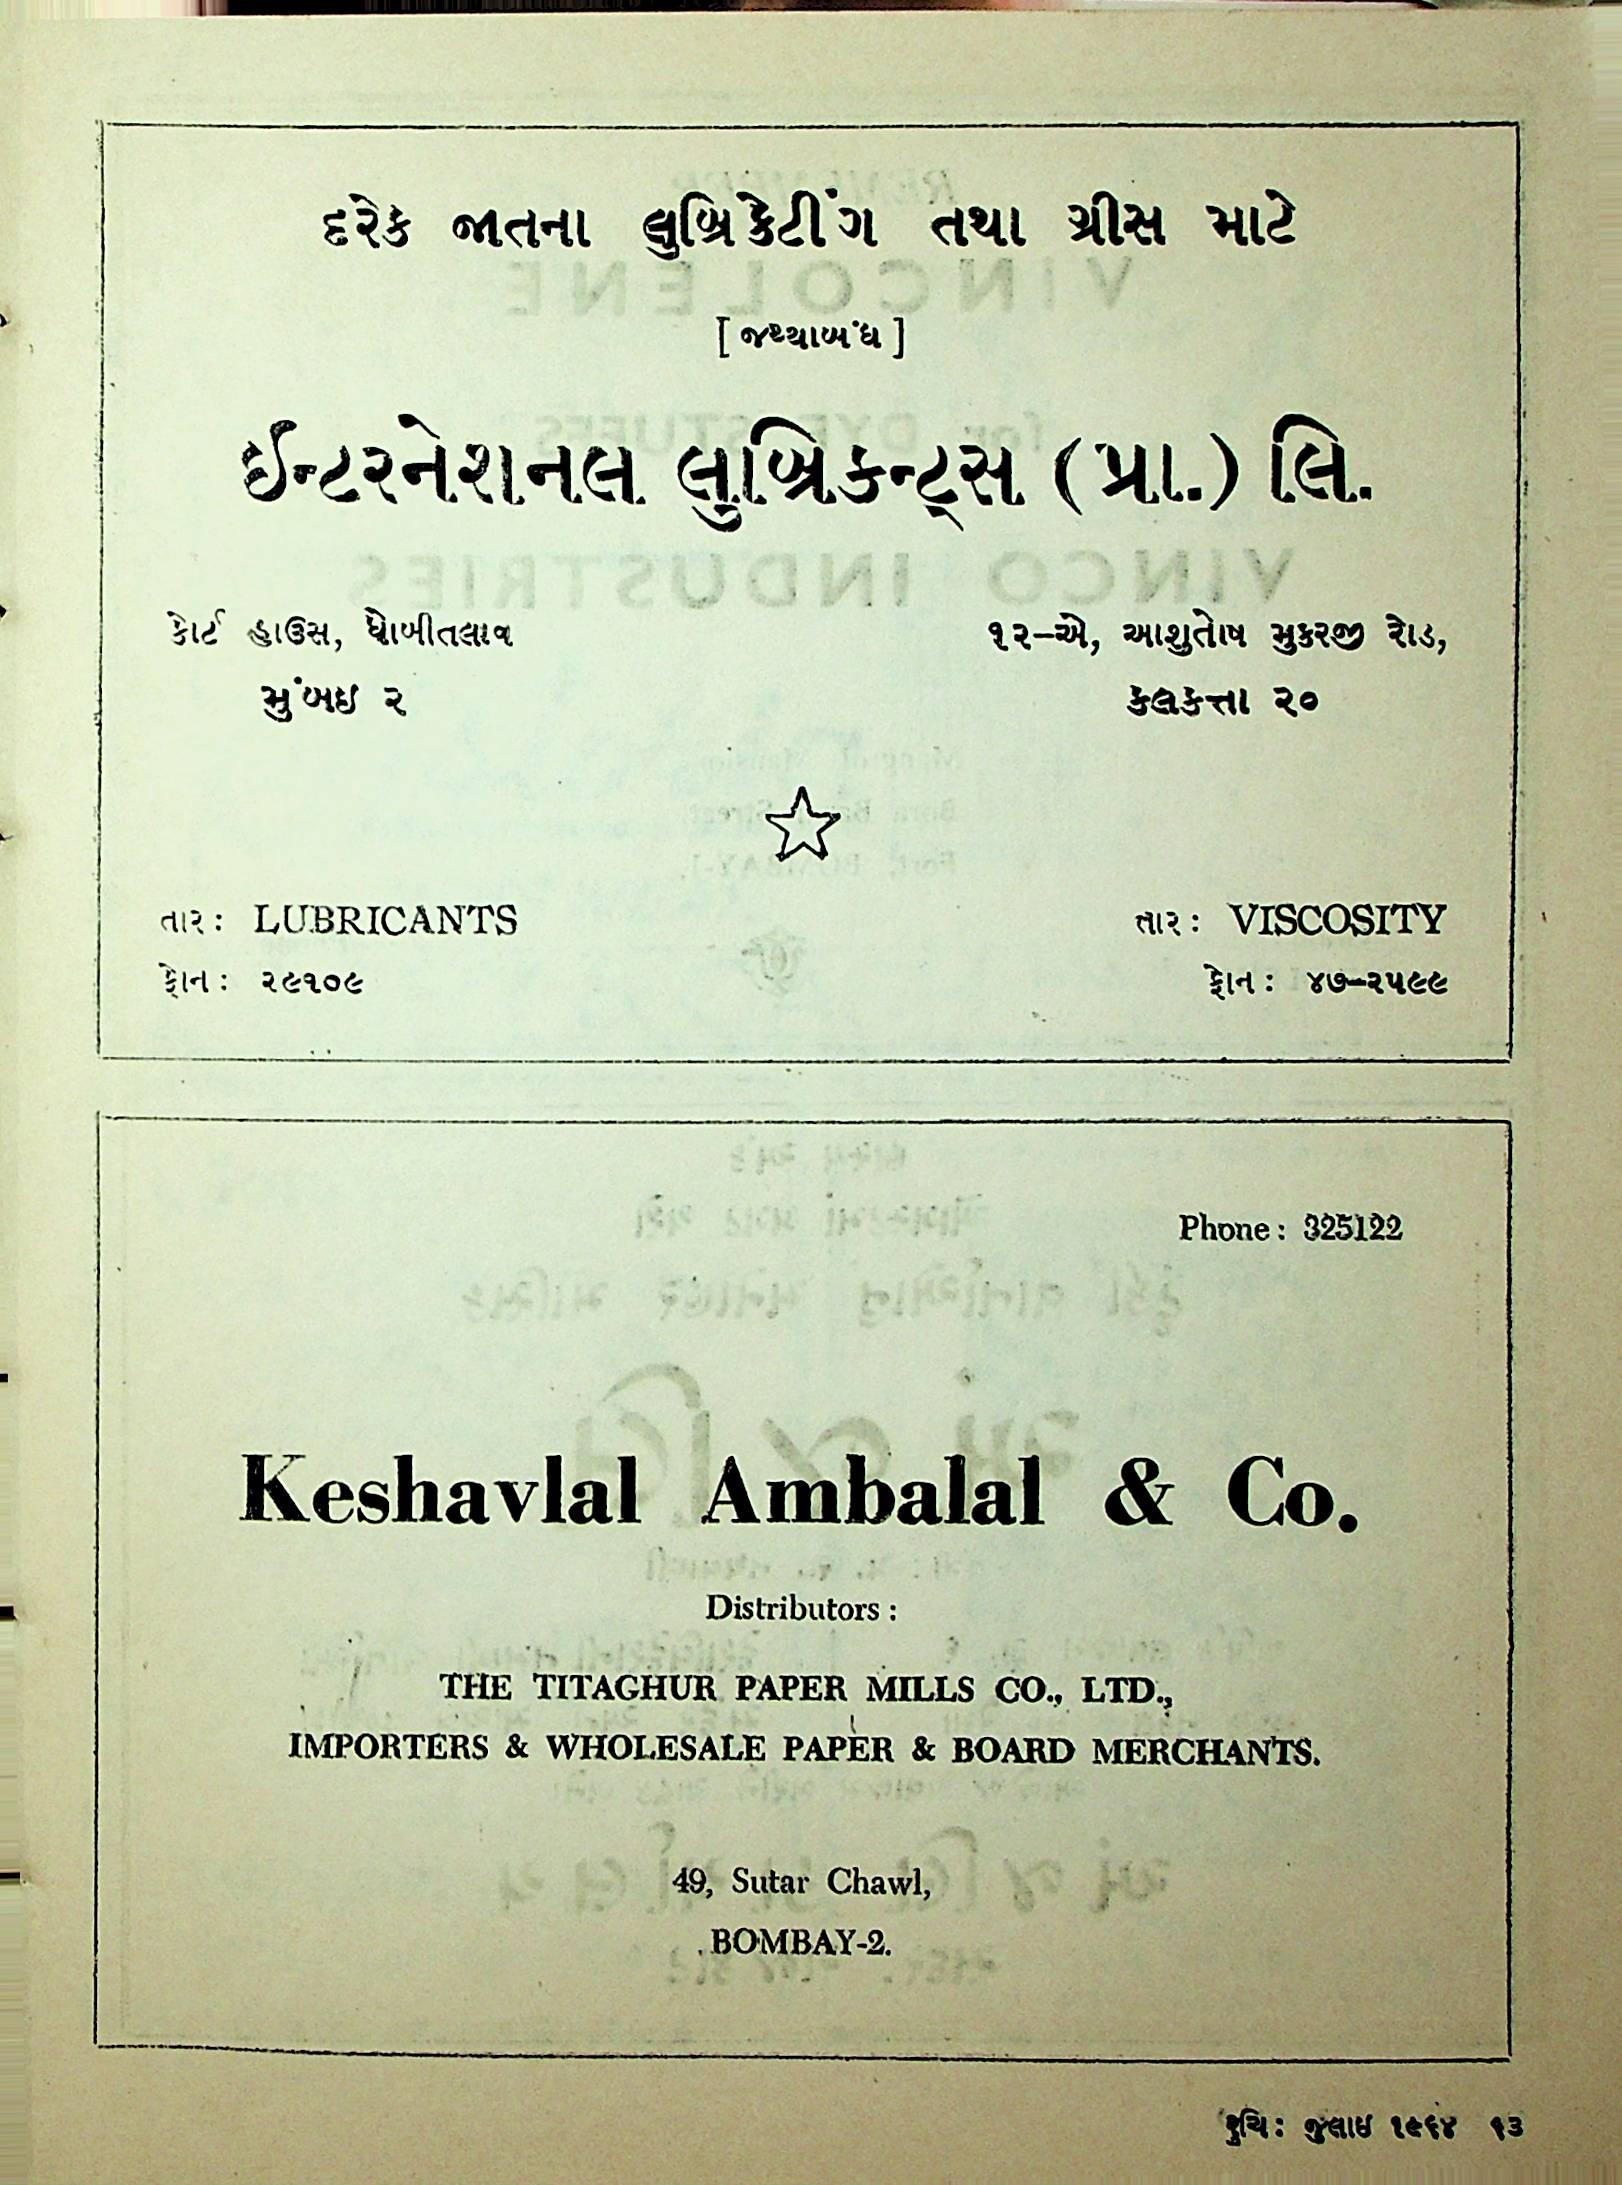 દરેક જાતના લુબ્રિકેટીંગ તથા ગ્રીસ માટે
[ જથ્થાબંધ ]
ઈન્ટરનેશનલ લુબ્રિકન્ટ્સ (પ્રા.) લિ.
કોર્ટ હાઉસ, ધોબીતલાવ
મુંબઇ ૨
૧૨–એ, આશુતોષ મુકરજી રોડ,
કલકત્તા ૨૦
તાર : LUBRICANTS
ફોન : ૨૯૧૦૯
તાર : VISCOSITY
ફોન : ૪૭–૨૫૯૯
Phone : 325122
Keshavlal Ambalal & Co.
Distributors :
THE TITAGHUR PAPER MILLS CO., LTD.,
IMPORTERS & WHOLESALE PAPER & BOARD MERCHANTS.
49, Sutar Chawl,
BOMBAY-2.
રુચિ : જુલાઇ ૧૯૬૪ ૧૩